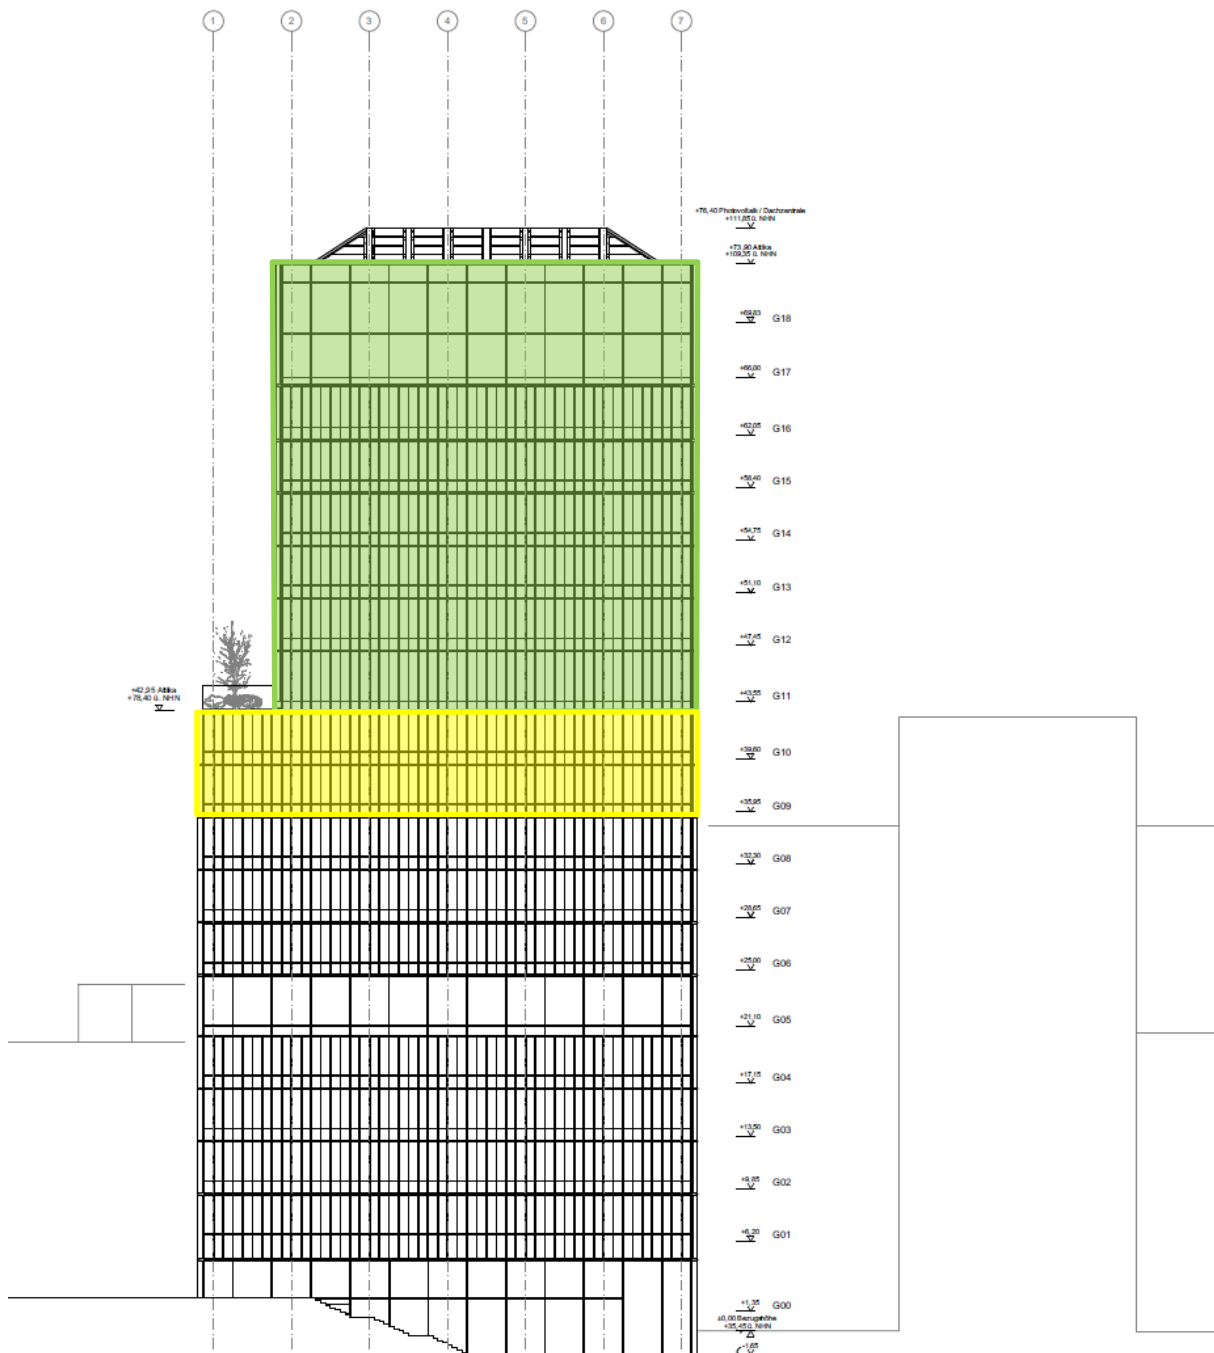 1 2 3 4 5 6 7
+76,40 Photovoltaik / Dachzentrale
+111,85 ü. NHN
+73,90 Attika
+109,35 ü. NHN
+69,83 G18
+66,00 G17
+62,05 G16
+58,40 G15
+54,75 G14
+51,10 G13
+47,45 G12
+42,95 Attika
+78,40 ü. NHN
+43,55 G11
+39,60 G10
+35,95 G09
+32,30 G08
+28,65 G07
+25,00 G06
+21,10 G05
+17,15 G04
+13,50 G03
+9,85 G02
+6,20 G01
+1,35 G00
±0,00 Bezugshöhe
+35,45 ü. NHN
-1,65